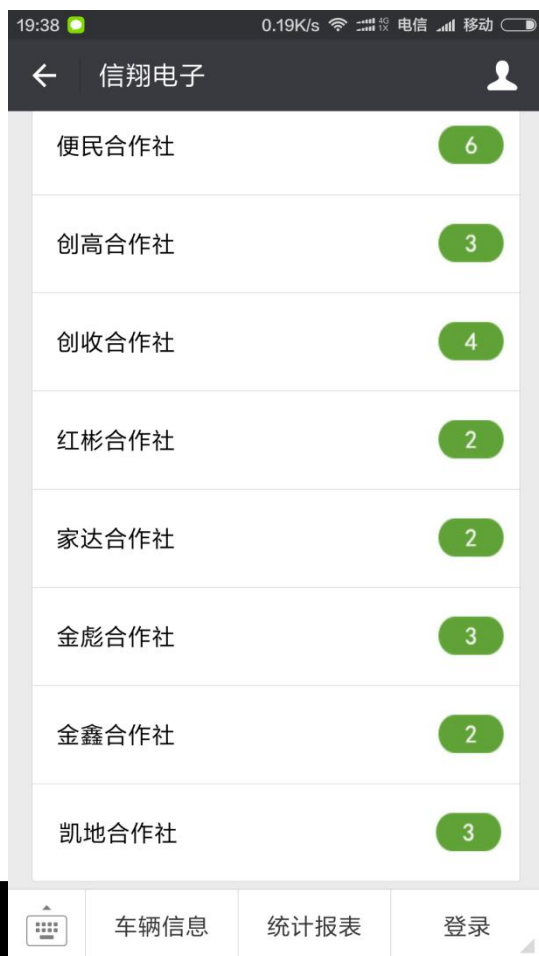 19:38 0.19K/s 4G 1X 电信 移动
信翔电子
便民合作社 6
创高合作社 3
创收合作社 4
红彬合作社 2
家达合作社 2
金彪合作社 3
金鑫合作社 2
凯地合作社 3
车辆信息 统计报表 登录